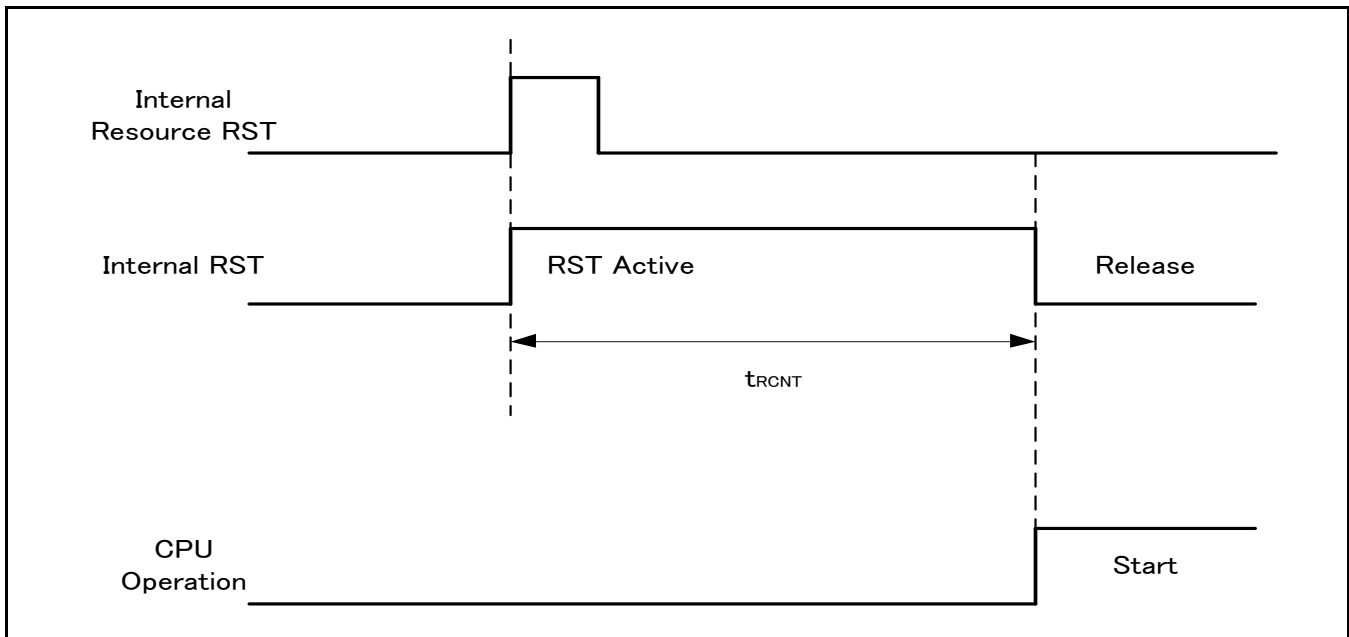 Internal
Resource RST
Internal RST
RST Active
Release
tRCNT
CPU
Operation
Start